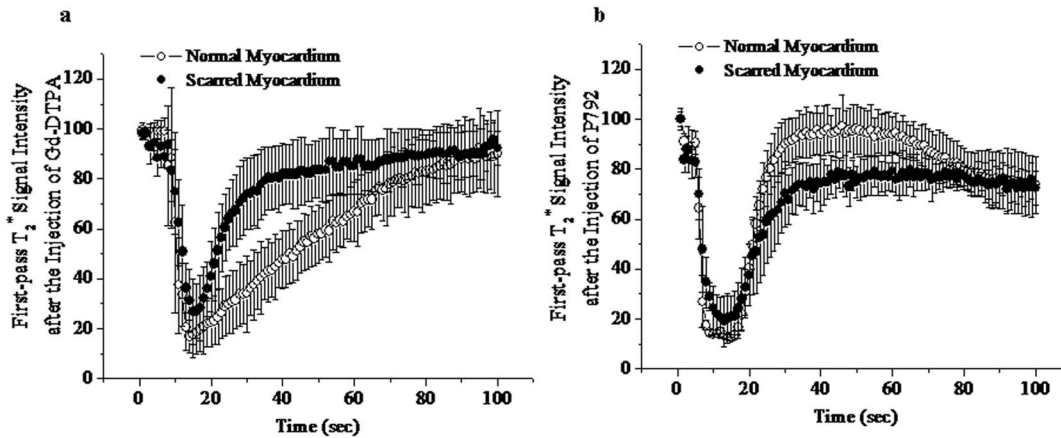 a
Normal Myocardium
Scarred Myocardium
First-pass T2* Signal Intensity
after the Injection of Gd-DTPA
120
100
80
60
40
20
0
0 20 40 60 80 100
Time (sec)
b
Normal Myocardium
Scarred Myocardium
First-pass T2* Signal Intensity
after the Injection of P792
120
100
80
60
40
20
0
0 20 40 60 80 100
Time (sec)